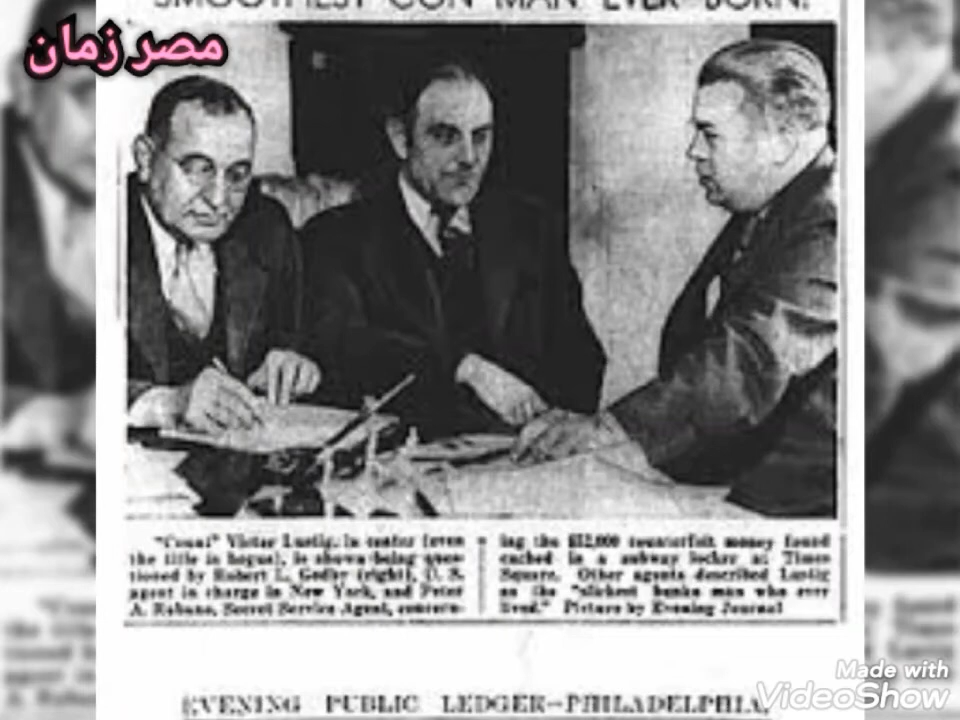 SMOOTHEST CON MAN EVER BORN!
مصر زمان
"Count" Victor Lustig, in center (even
the title is bogus), is shown being ques-
tioned by Robert L. Godby (right), U. S.
agent in charge in New York, and Peter
A. Rubano, Secret Service Agent, concern-
ing the $12,000 counterfeit money found
cached in a subway locker at Times
Square. Other agents described Lustig
as the "slickest bunko man who ever
lived." Picture by Evening Journal
EVENING PUBLIC LEDGER—PHILADELPHIA,
Made with
VideoShow